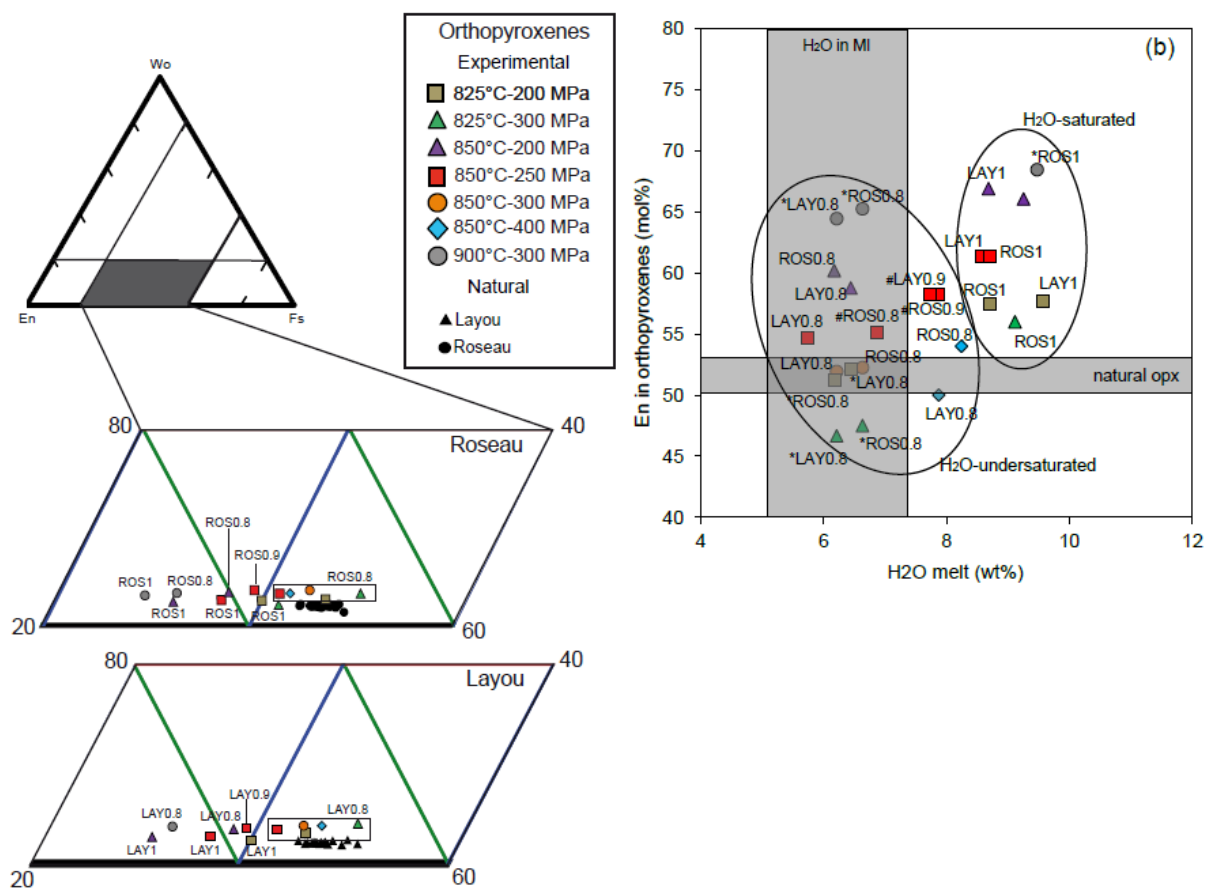 Wo
En
Fs
Orthopyroxenes
Experimental
825°C-200 MPa
825°C-300 MPa
850°C-200 MPa
850°C-250 MPa
850°C-300 MPa
850°C-400 MPa
900°C-300 MPa
Natural
Layou
Roseau
80
40
Roseau
ROS0.8
ROS0.9
ROS1
ROS0.8
ROS0.8
ROS1
ROS1
ROS1
20
60
80
40
Layou
LAY0.9
LAY0.8
LAY0.8
LAY0.8
LAY1
LAY1
LAY1
20
60
(b)
H2O in MI
H2O-saturated
*ROS1
LAY1
*LAY0.8
*ROS0.8
LAY1
ROS1
ROS0.8
#LAY0.9
LAY1
LAY0.8
ROS1
#ROS0.9
#ROS0.8
LAY0.8
ROS0.8
ROS1
LAY0.8
ROS0.8
*LAY0.8
natural opx
*ROS0.8
LAY0.8
*ROS0.8
*LAY0.8
H2O-undersaturated
En in orthopyroxenes (mol%)
80
75
70
65
60
55
50
45
40
4
6
8
10
12
H2O melt (wt%)